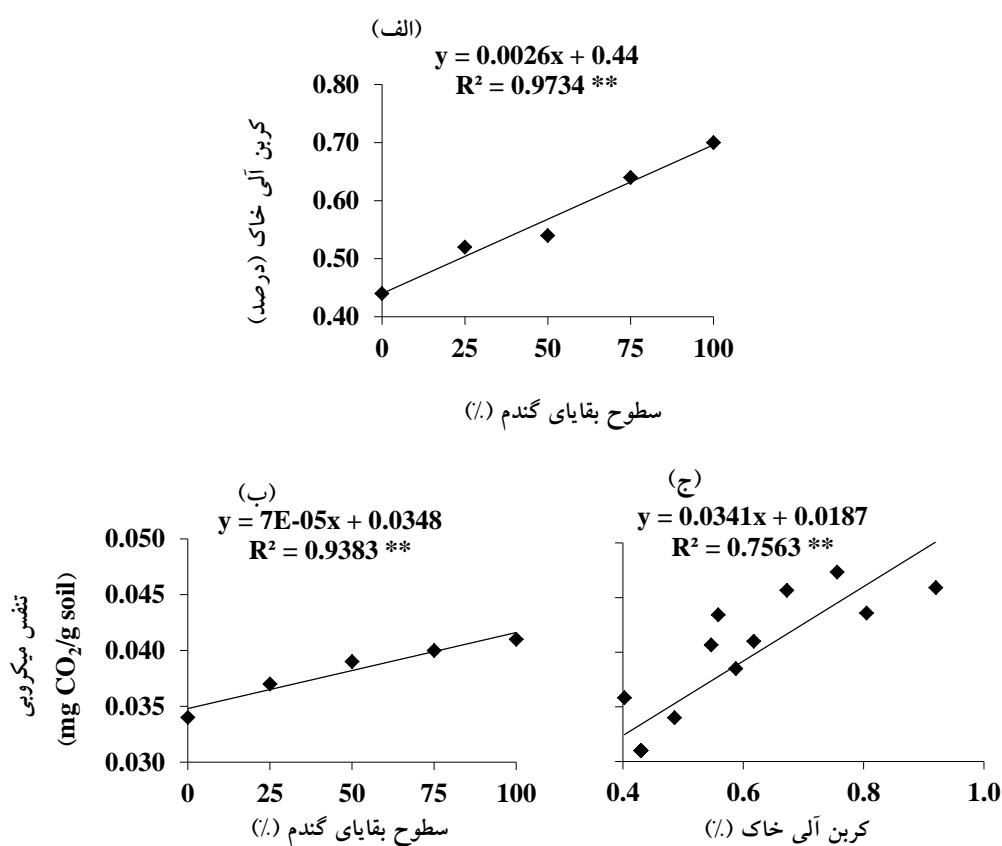 (الف)
y = 0.0026x + 0.44
R² = 0.9734 **
0.80
0.70
0.60
0.50
0.40
کربن آلی خاک (درصد)
0 25 50 75 100
سطوح بقایای گندم (٪)
(ب)
y = 7E-05x + 0.0348
R² = 0.9383 **
0.050
0.045
0.040
0.035
0.030
تنفس میکروبی
(mg CO₂/g soil)
0 25 50 75 100
سطوح بقایای گندم (٪)
(ج)
y = 0.0341x + 0.0187
R² = 0.7563 **
0.4 0.6 0.8 1.0
کربن آلی خاک (٪)